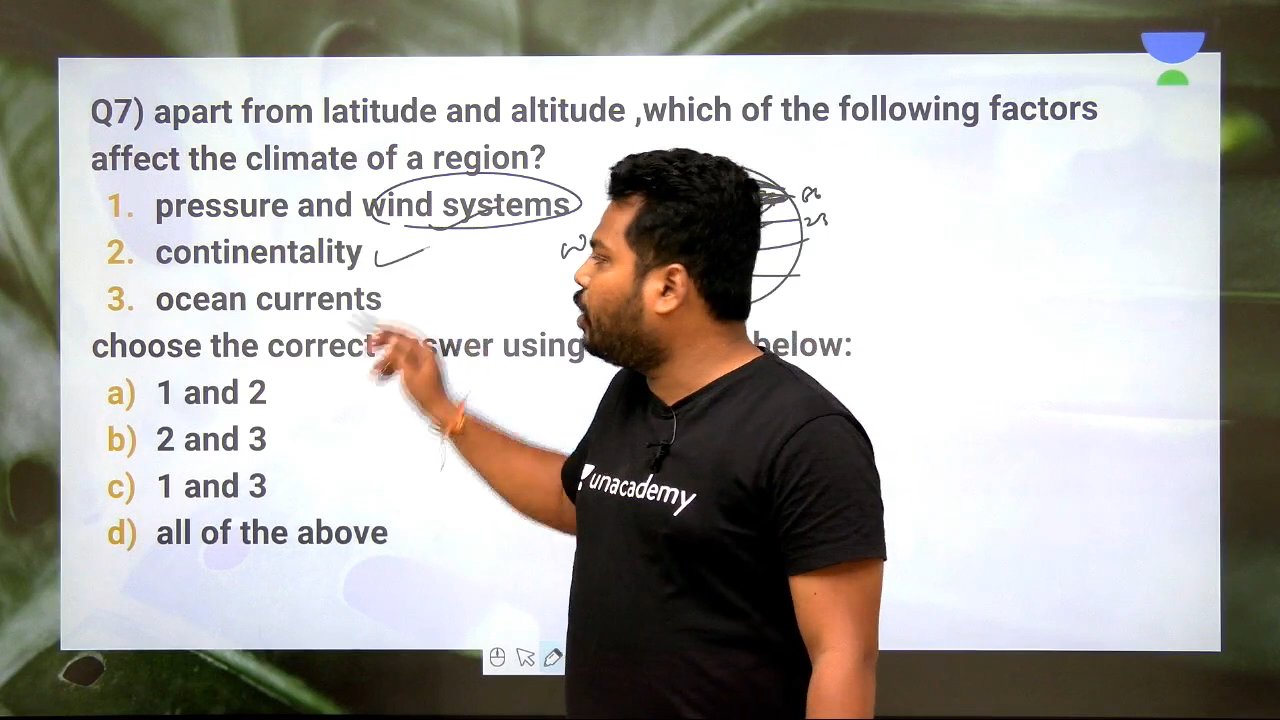 Q7) apart from latitude and altitude ,which of the following factors
affect the climate of a region?
1. pressure and wind systems
2. continentality
3. ocean currents
choose the correct answer using below:
a) 1 and 2
b) 2 and 3
c) 1 and 3
d) all of the above
unacademy